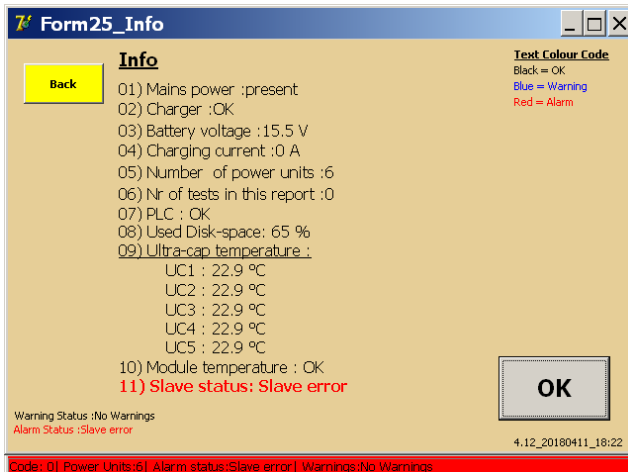 Form25_Info
Back
Info
01) Mains power :present
02) Charger :OK
03) Battery voltage :15.5 V
04) Charging current :0 A
05) Number of power units :6
06) Nr of tests in this report :0
07) PLC : OK
08) Used Disk-space: 65 %
09) Ultra-cap temperature :
UC1 : 22.9 ºC
UC2 : 22.9 ºC
UC3 : 22.9 ºC
UC4 : 22.9 ºC
UC5 : 22.9 ºC
10) Module temperature : OK
11) Slave status: Slave error
Text Colour Code
Black = OK
Blue = Warning
Red = Alarm
OK
Warning Status :No Warnings
Alarm Status :Slave error
4.12_20180411_18:22
Code: 0| Power Units:6| Alarm status:Slave error| Warnings:No Warnings